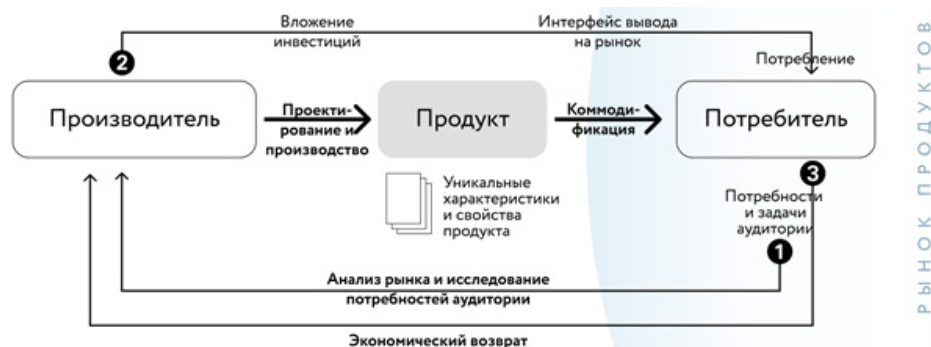 Вложение
инвестиций
Интерфейс вывода
на рынок
2
Потребление
Производитель
Проекти-
рование и
производство
Продукт
Коммоди-
фикация
Потребитель
3
Уникальные
характеристики
и свойства
продукта
Потребности
и задачи
аудитории
1
Анализ рынка и исследование
потребностей аудитории
Экономический возврат
РЫНОК ПРОДУКТОВ